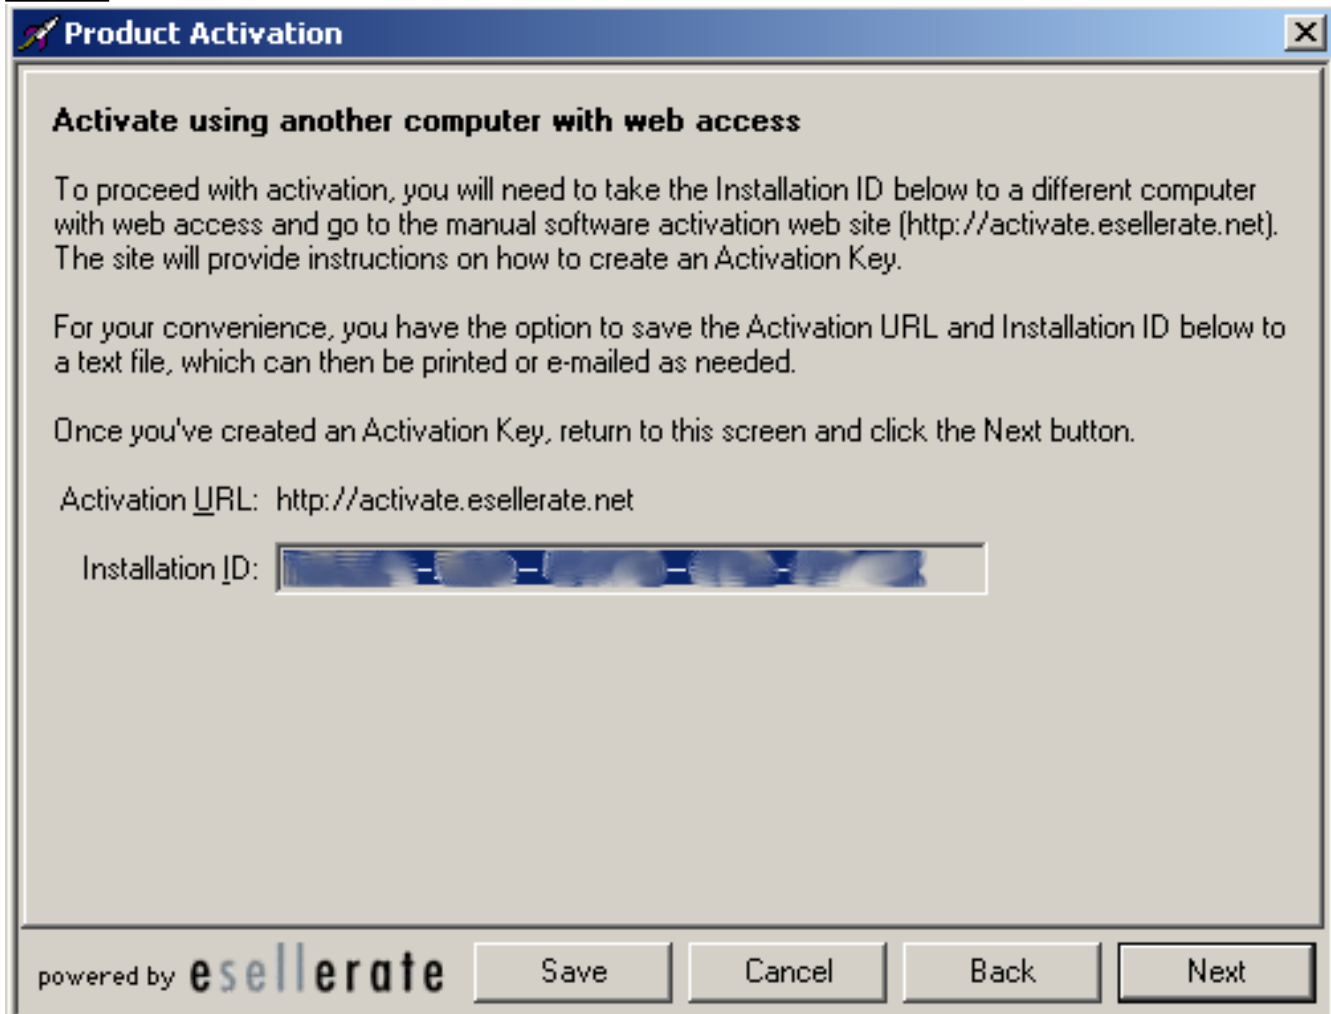 Product Activation
Activate using another computer with web access
To proceed with activation, you will need to take the Installation ID below to a different computer
with web access and go to the manual software activation web site (http://activate.esellerate.net).
The site will provide instructions on how to create an Activation Key.
For your convenience, you have the option to save the Activation URL and Installation ID below to
a text file, which can then be printed or e-mailed as needed.
Once you've created an Activation Key, return to this screen and click the Next button.
Activation URL: http://activate.esellerate.net
Installation ID:
powered by esellerate Save Cancel Back Next